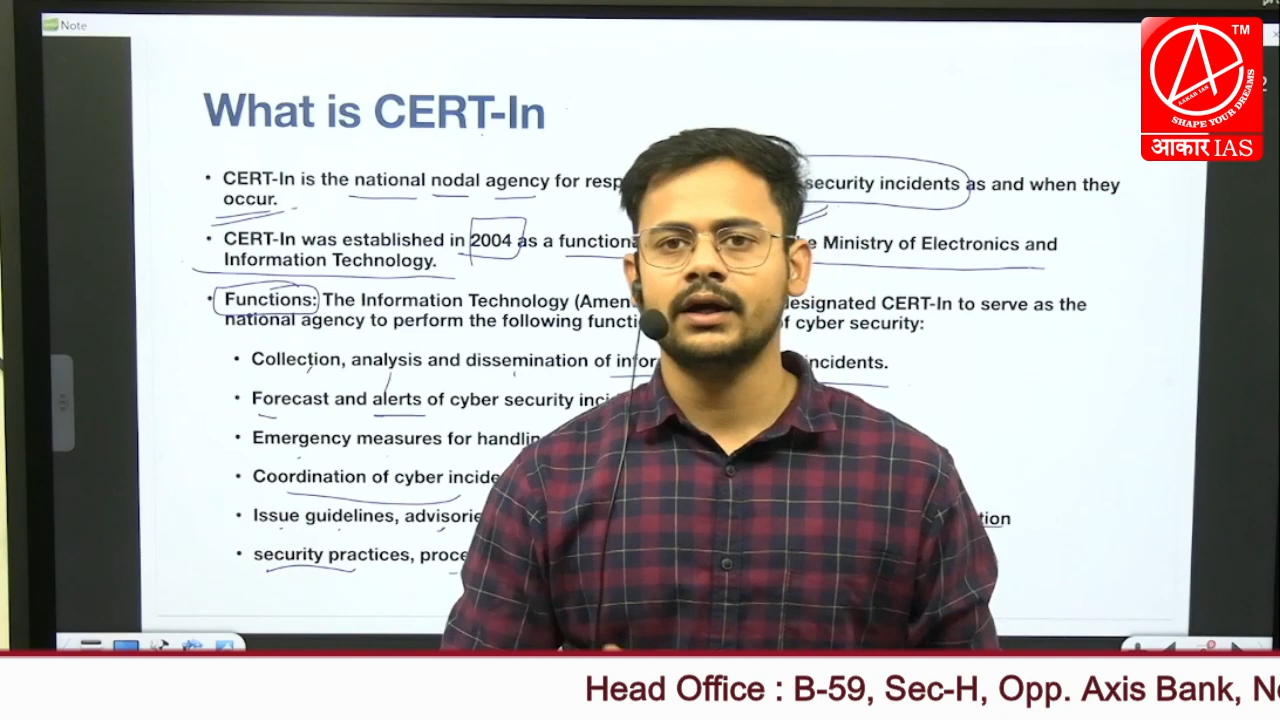 Note
TM
AAKAR IAS
SHAPE YOUR DREAMS
आकार IAS
What is CERT-In
• CERT-In is the national nodal agency for resp security incidents as and when they
occur.
• CERT-In was established in 2004 as a functiona e Ministry of Electronics and
Information Technology.
• Functions: The Information Technology (Amen esignated CERT-In to serve as the
national agency to perform the following functi f cyber security:
• Collection, analysis and dissemination of infor ncidents.
• Forecast and alerts of cyber security inci
• Emergency measures for handlin
• Coordination of cyber incide
• Issue guidelines, advisorie tion
• security practices, proce
Head Office : B-59, Sec-H, Opp. Axis Bank, Ne